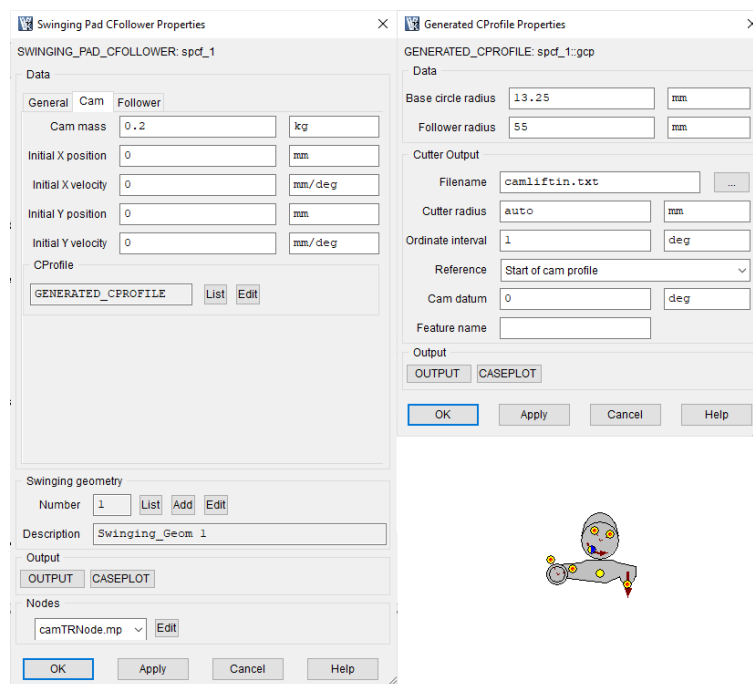 Swinging Pad CFollower Properties
SWINGING_PAD_CFOLLOWER: spcf_1
Data
General Cam Follower
Cam mass 0.2 kg
Initial X position 0 mm
Initial X velocity 0 mm/deg
Initial Y position 0 mm
Initial Y velocity 0 mm/deg
CProfile
GENERATED_CPROFILE List Edit
Swinging geometry
Number 1 List Add Edit
Description Swinging_Geom 1
Output
OUTPUT CASEPLOT
Nodes
camTRNode.mp Edit
OK Apply Cancel Help
Generated CProfile Properties
GENERATED_CPROFILE: spcf_1::gcp
Data
Base circle radius 13.25 mm
Follower radius 55 mm
Cutter Output
Filename camliftin.txt ...
Cutter radius auto mm
Ordinate interval 1 deg
Reference Start of cam profile
Cam datum 0 deg
Feature name
Output
OUTPUT CASEPLOT
OK Apply Cancel Help